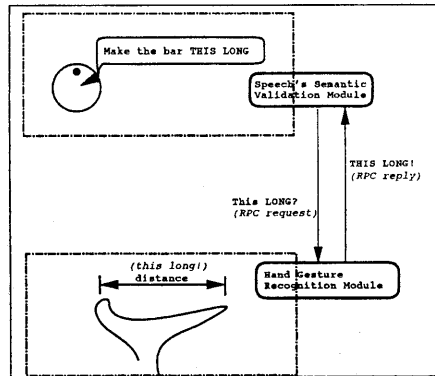 Make the bar THIS LONG
Speech's Semantic
Validation Module
THIS LONG!
(RPC reply)
This LONG?
(RPC request)
(this long!)
distance
Hand Gesture
Recognition Module